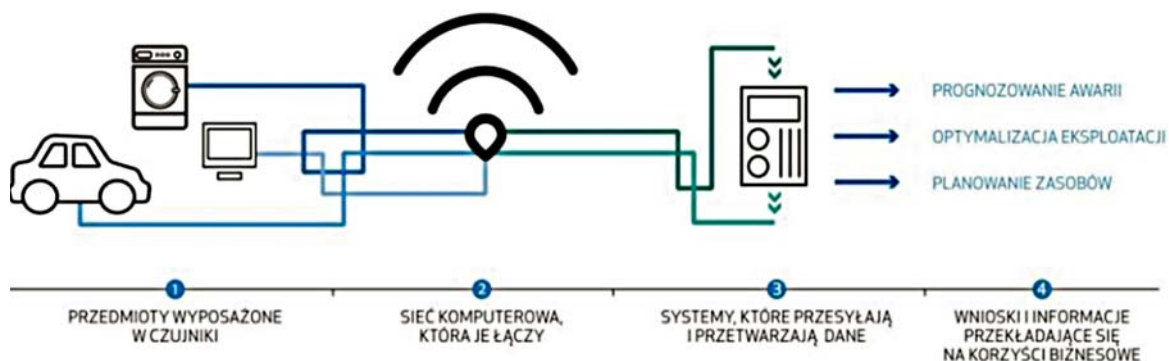 PROGNOZOWANIE AWARII
OPTYMALIZACJA EKSPLOATACJI
PLANOWANIE ZASOBÓW
1
PRZEDMIOTY WYPOSAŻONE
W CZUJNIKI
2
SIEĆ KOMPUTEROWA,
KTÓRA JE ŁĄCZY
3
SYSTEMY, KTÓRE PRZESYŁAJĄ
I PRZETWARZAJĄ DANE
4
WNIOSKI I INFORMACJE
PRZEKŁADAJĄCE SIĘ
NA KORZYŚCI BIZNESOWE